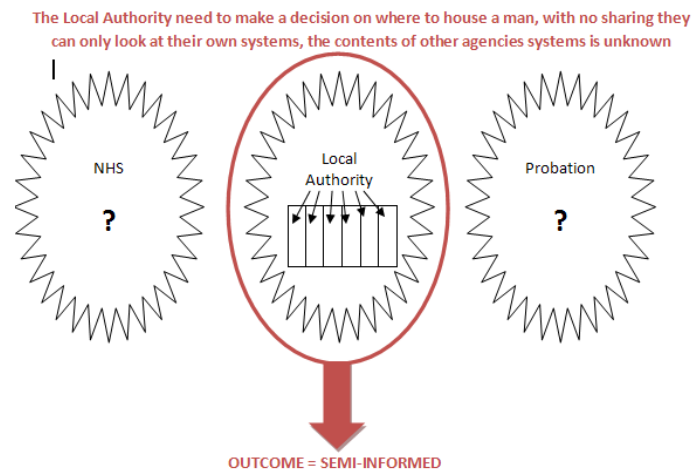 The Local Authority need to make a decision on where to house a man, with no sharing they
can only look at their own systems, the contents of other agencies systems is unknown
NHS
?
Local
Authority
Probation
?
OUTCOME = SEMI-INFORMED